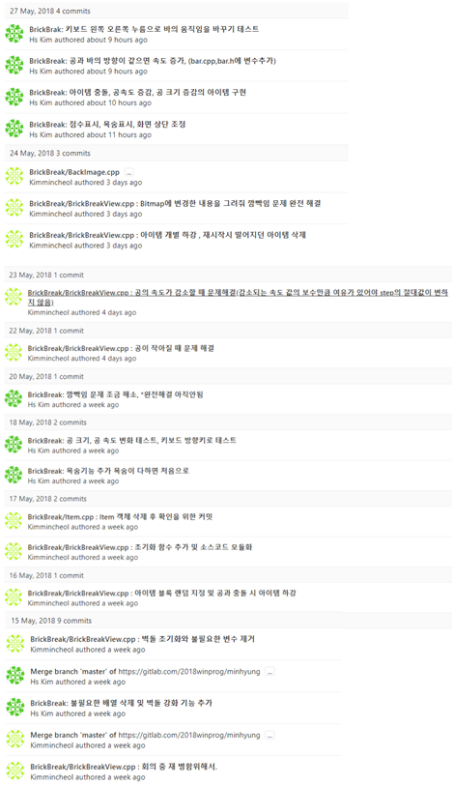 27 May, 2018 4 commits
BrickBrak: 키보드 왼쪽 오른쪽 누름으로 바의 움직임을 바꾸기 테스트
Hs Kim authored about 9 hours ago
BrickBreak: 공과 바의 방향이 같으면 속도 증가, (bar.cpp,bar.h에 변수추가)
Hs Kim authored about 9 hours ago
BrickBreak: 아이템 충돌, 공속도 증감, 공 크기 증감의 아이템 구현
Hs Kim authored about 10 hours ago
BrickBreak: 점수표시, 목숨표시, 화면 상단 조정
Hs Kim authored about 11 hours ago
24 May, 2018 3 commits
BrickBreak/BackImage.cpp ...
Kimmincheol authored 3 days ago
BrickBreak/BrickBreakView.cpp : Bitmap에 변경한 내용을 그려줘 깜빡임 문제 완전 해결
Kimmincheol authored 3 days ago
BrickBreak/BrickBreakView.cpp : 아이템 개별 하강 , 재시작시 떨어지던 아이템 삭제
Kimmincheol authored 3 days ago
23 May, 2018 1 commit
BrickBreak/BrickBreakView.cpp : 공의 속도가 감소할 때 문제해결(감소되는 속도 값의 보수만큼 여유가 있어야 step의 절대값이 변하
지 않음)
Kimmincheol authored 4 days ago
22 May, 2018 1 commit
BrickBreak/BrickBreakView.cpp : 공이 작아질 때 문제 해결
Kimmincheol authored 4 days ago
20 May, 2018 1 commit
BrickBreak: 깜빡임 문제 조금 해소, *완전해결 아직안됨
Hs Kim authored a week ago
18 May, 2018 2 commits
BrickBreak: 공 크기, 공 속도 변화 테스트, 키보드 방향키로 테스트
Hs Kim authored a week ago
BrickBreak: 목숨기능 추가 목숨이 다하면 처음으로
Hs Kim authored a week ago
17 May, 2018 2 commits
BrickBreak/Item.cpp : Item 객체 삭제 후 확인을 위한 커밋
Kimmincheol authored a week ago
BrickBreak/BrickBreakView.cpp : 초기화 함수 추가 및 소스코드 모듈화
Kimmincheol authored a week ago
16 May, 2018 1 commit
BrickBreak/BrickBreakView.cpp : 아이템 블록 랜덤 지정 및 공과 충돌 시 아이템 하강
Kimmincheol authored a week ago
15 May, 2018 9 commits
BrickBreak/BrickBreakView.cpp : 벽돌 초기화와 불필요한 변수 제거
Kimmincheol authored a week ago
Merge branch 'master' of https://gitlab.com/2018winprog/minhyung ...
Hs Kim authored a week ago
BrickBreak: 불필요한 배열 삭제 및 벽돌 강화 기능 추가
Hs Kim authored a week ago
Merge branch 'master' of https://gitlab.com/2018winprog/minhyung ...
Kimmincheol authored a week ago
BrickBreak/BrickBreakView.cpp : 회의 중 재 병합위해서.
Kimmincheol authored a week ago